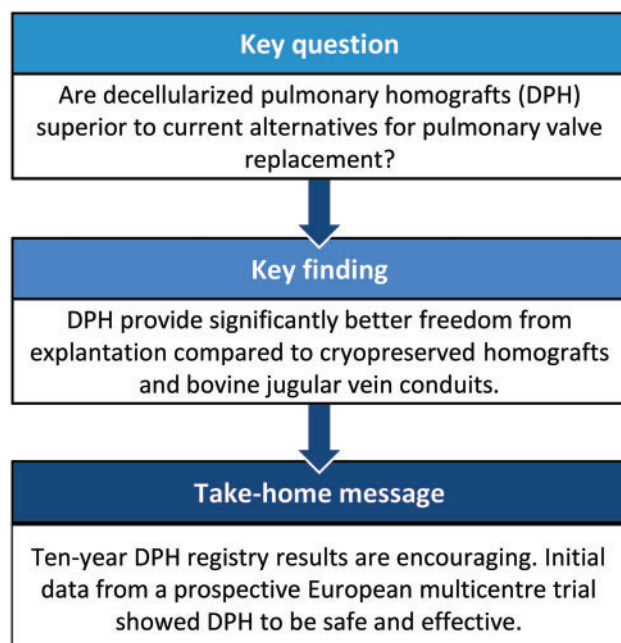 Key question
Are decellularized pulmonary homografts (DPH)
superior to current alternatives for pulmonary valve
replacement?
Key finding
DPH provide significantly better freedom from
explantation compared to cryopreserved homografts
and bovine jugular vein conduits.
Take-home message
Ten-year DPH registry results are encouraging. Initial
data from a prospective European multicentre trial
showed DPH to be safe and effective.